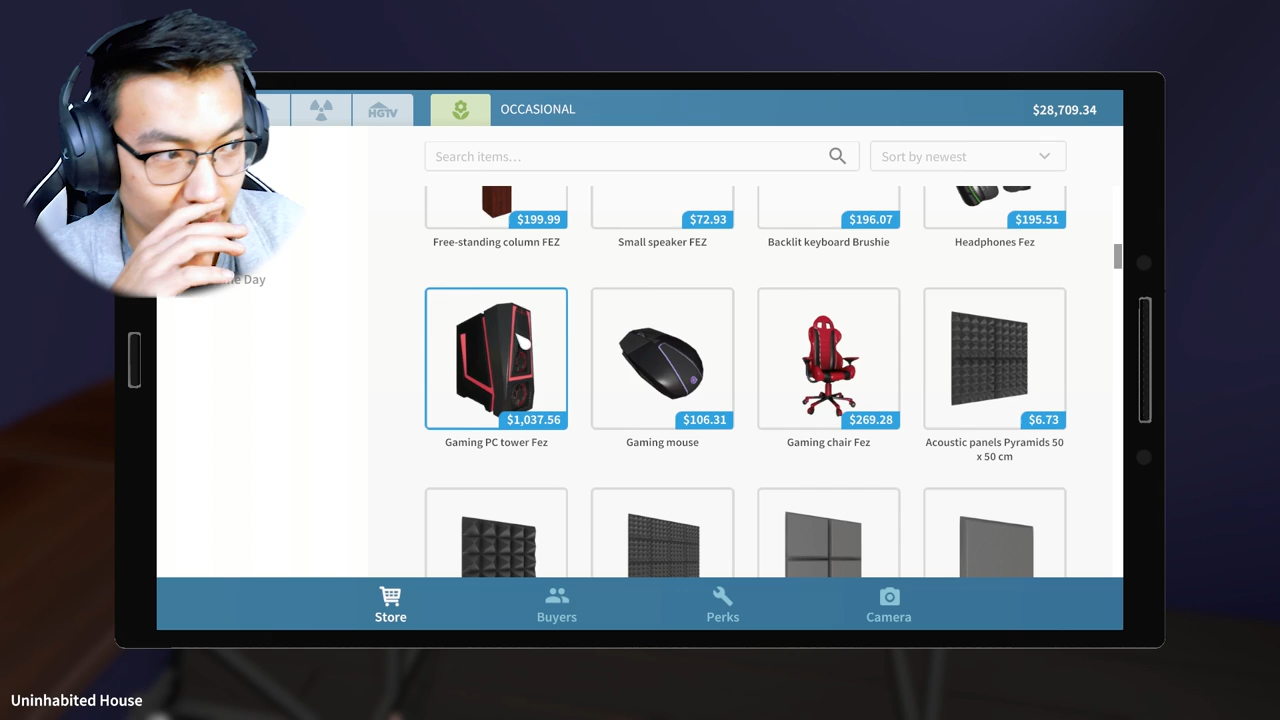 HGTV
OCCASIONAL
$28,709.34
Search items...
Sort by newest
$199.99
$72.93
$196.07
$195.51
Free-standing column FEZ
Small speaker FEZ
Backlit keyboard Brushie
Headphones Fez
Day
$1,037.56
$106.31
$269.28
$6.73
Gaming PC tower Fez
Gaming mouse
Gaming chair Fez
Acoustic panels Pyramids 50
x 50 cm
Store
Buyers
Perks
Camera
Uninhabited House